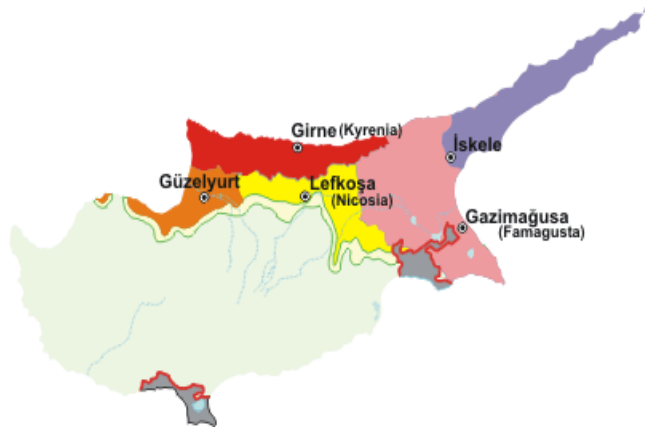 Girne (Kyrenia)
İskele
Güzelyurt
Lefkoşa
(Nicosia)
Gazimağusa
(Famagusta)